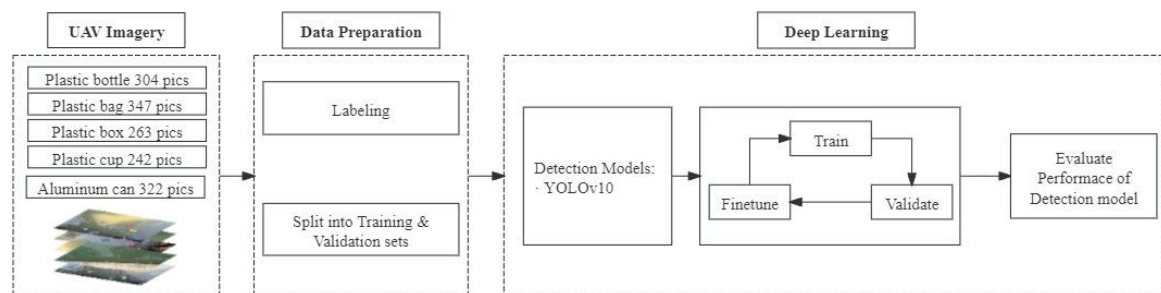 UAV Imagery
Plastic bottle 304 pics
Plastic bag 347 pics
Plastic box 263 pics
Plastic cup 242 pics
Aluminum can 322 pics
Data Preparation
Labeling
Split into Training &
Validation sets
Deep Learning
Detection Models:
- YOLOv10
Train
Finetune
Validate
Evaluate
Performace of
Detection model